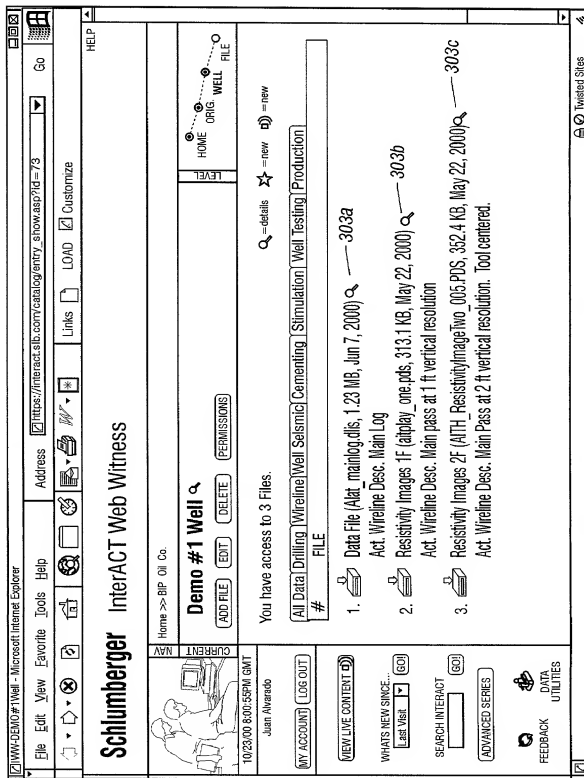 IWW-DEMO#1Well - Microsoft Internet Explorer
File Edit View Favorite Tools Help
Address https://interact.slb.com/catalog/entry_show.asp?id=73 Go
Links LOAD Customize
Schlumberger InterACT Web Witness
HELP
NAV
Home >> BIP Oil Co.
CURRENT
Demo #1 Well
ADD FILE EDIT DELETE PERMISSIONS
LEVEL
HOME
ORIG.
WELL
FILE
10/23/00 8:00:55PM GMT
Juan Alvarado
MY ACCOUNT LOG OUT
VIEW LIVE CONTENT
WHATS NEW SINCE...
Last Visit GO!
SEARCH INTERACT
GO!
ADVANCED SERIES
FEEDBACK
DATA UTILITIES
You have access to 3 Files.
=details =new =new
All Data Drilling Wireline Well Seismic Cementing Stimulation Well Testing Production
# FILE
1. Data File (Alat_mainlog.dlis, 1.23 MB, Jun 7, 2000) 303a
Act. Wireline Desc. Main Log
2. Resistivity Images 1F (aitplay_one.pds, 313.1 KB, May 22, 2000) 303b
Act. Wireline Desc. Main pass at 1 ft vertical resolution
3. Resistivity Images 2F (AITH_ResistivityImageTwo_005.PDS, 352.4 KB, May 22, 2000) 303c
Act. Wireline Desc. Main Pass at 2 ft vertical resolution. Tool centered.
Twisted Sites